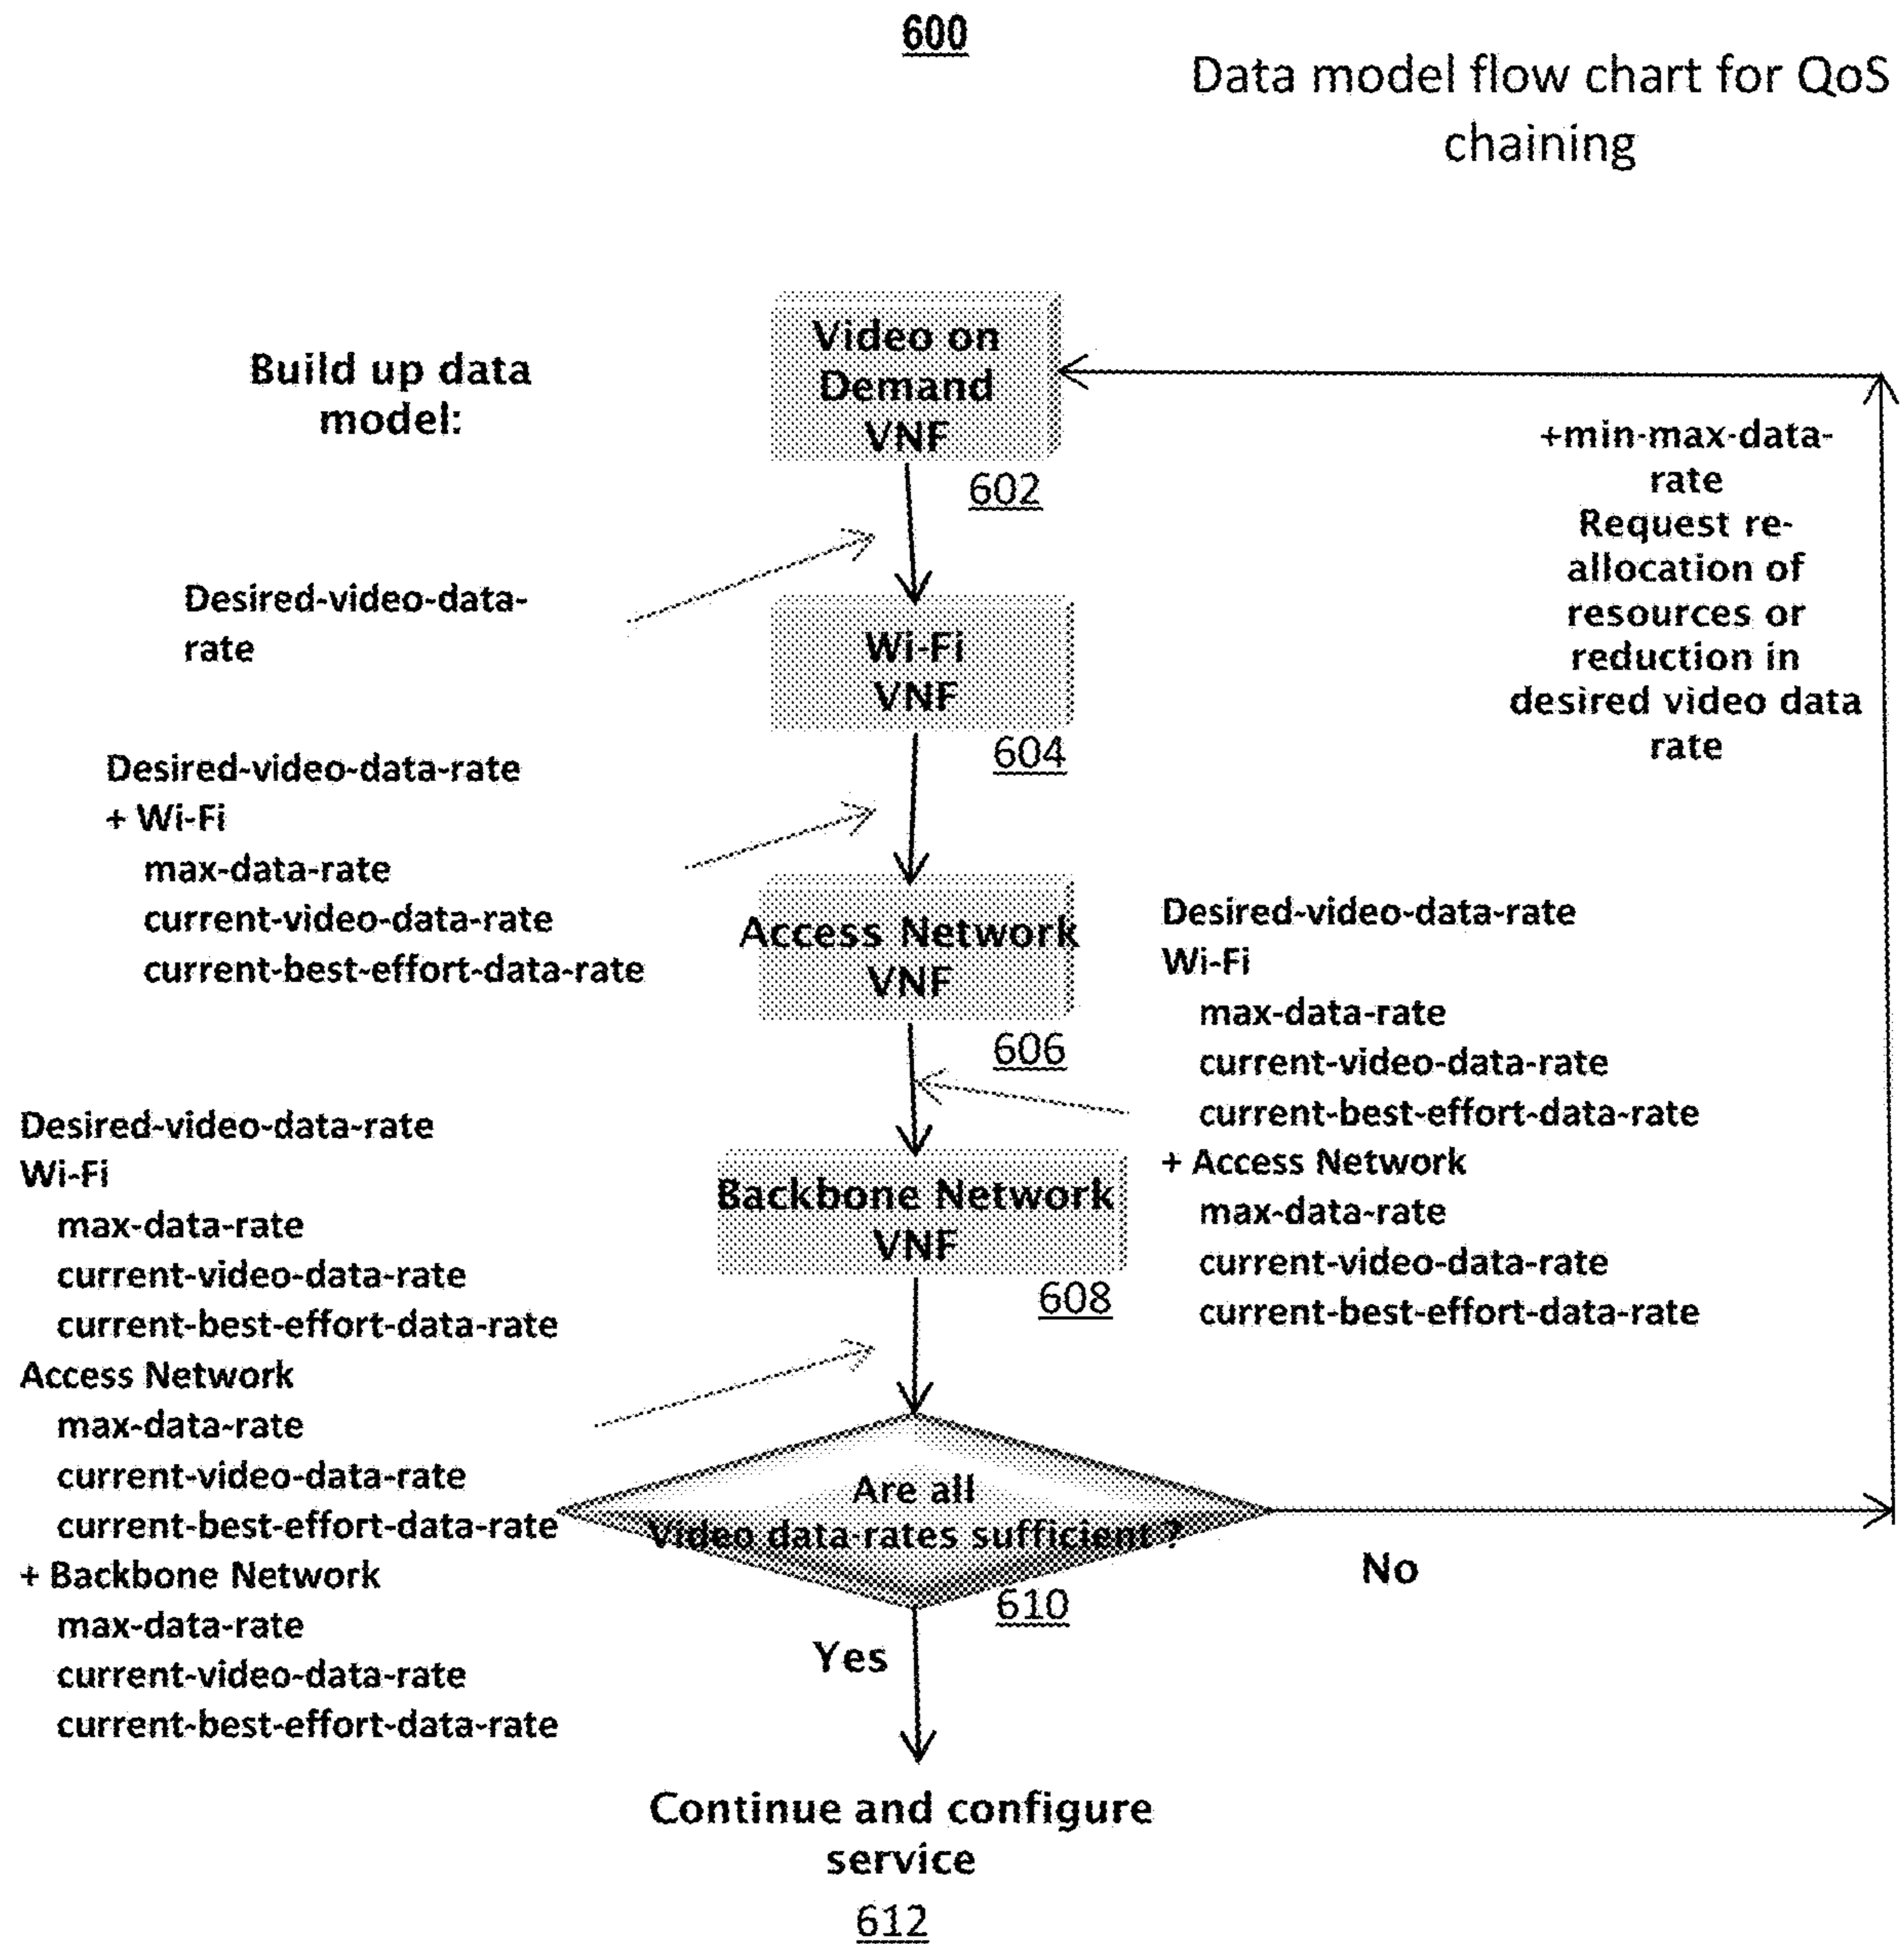 600
Data model flow chart for QoS
chaining
Build up data
model:
Video on
Demand
VNF
602
+min-max-data-
rate
Request re-
allocation of
resources or
reduction in
desired video data
rate
Desired-video-data-
rate
Wi-Fi
VNF
604
Desired-video-data-rate
+ Wi-Fi
max-data-rate
current-video-data-rate
current-best-effort-data-rate
Access Network
VNF
606
Desired-video-data-rate
Wi-Fi
max-data-rate
current-video-data-rate
current-best-effort-data-rate
+ Access Network
max-data-rate
current-video-data-rate
current-best-effort-data-rate
Backbone Network
VNF
608
Desired-video-data-rate
Wi-Fi
max-data-rate
current-video-data-rate
current-best-effort-data-rate
Access Network
max-data-rate
current-video-data-rate
current-best-effort-data-rate
+ Backbone Network
max-data-rate
current-video-data-rate
current-best-effort-data-rate
Are all
Video data-rates sufficient ?
610
No
Yes
Continue and configure
service
612